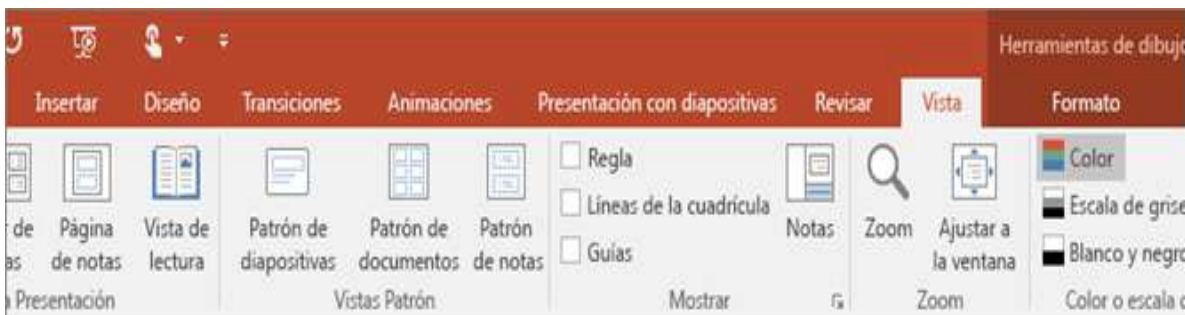 Herramientas de dibujo
Insertar Diseño Transiciones Animaciones Presentación con diapositivas Revisar Vista Formato
Regla Color
Líneas de la cuadrícula Escala de grise
de Página Vista de Patrón de Patrón de Patrón Notas Zoom Ajustar a
as de notas lectura diapositivas documentos de notas Guías la ventana Blanco y negro
Presentación Vistas Patrón Mostrar Zoom Color o escala